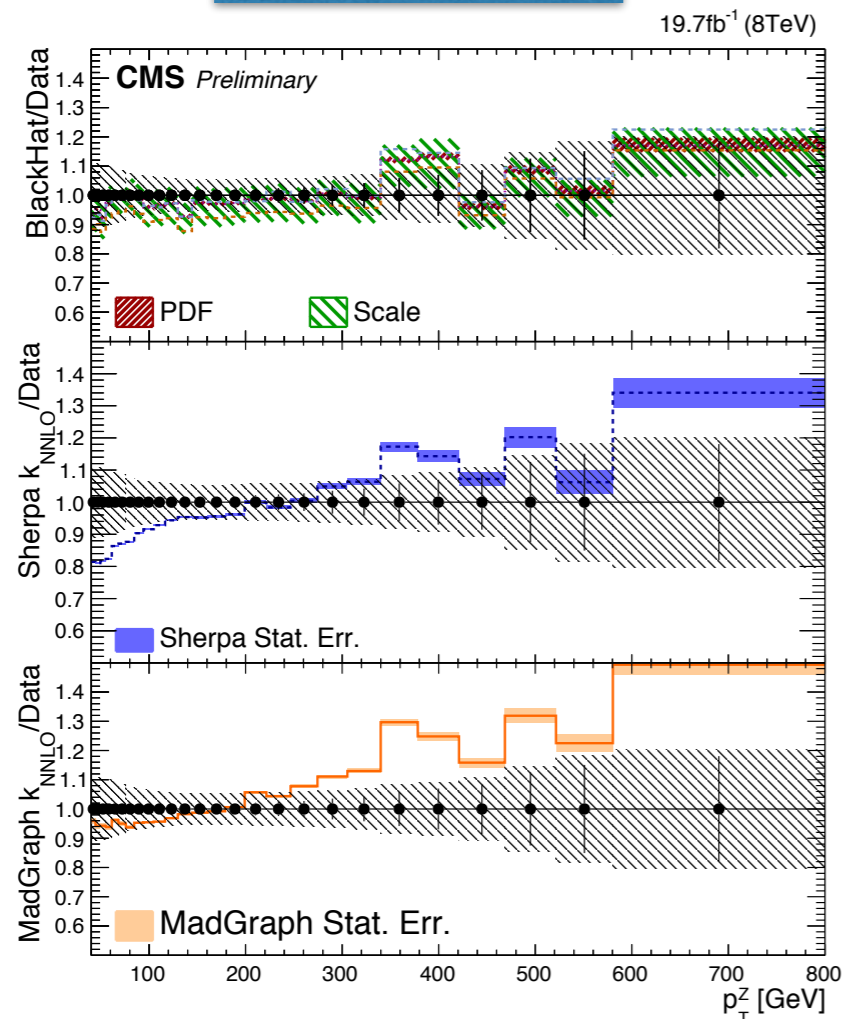 19.7fb⁻¹ (8TeV)
CMS Preliminary
BlackHat/Data
1.4
1.3
1.2
1.1
1.0
0.9
0.8
0.7
0.6
PDF
Scale
Sherpa k_NNLO/Data
1.4
1.3
1.2
1.1
1.0
0.9
0.8
0.7
0.6
Sherpa Stat. Err.
MadGraph k_NNLO/Data
1.4
1.3
1.2
1.1
1.0
0.9
0.8
0.7
0.6
MadGraph Stat. Err.
100 200 300 400 500 600 700 800
p_T^Z [GeV]